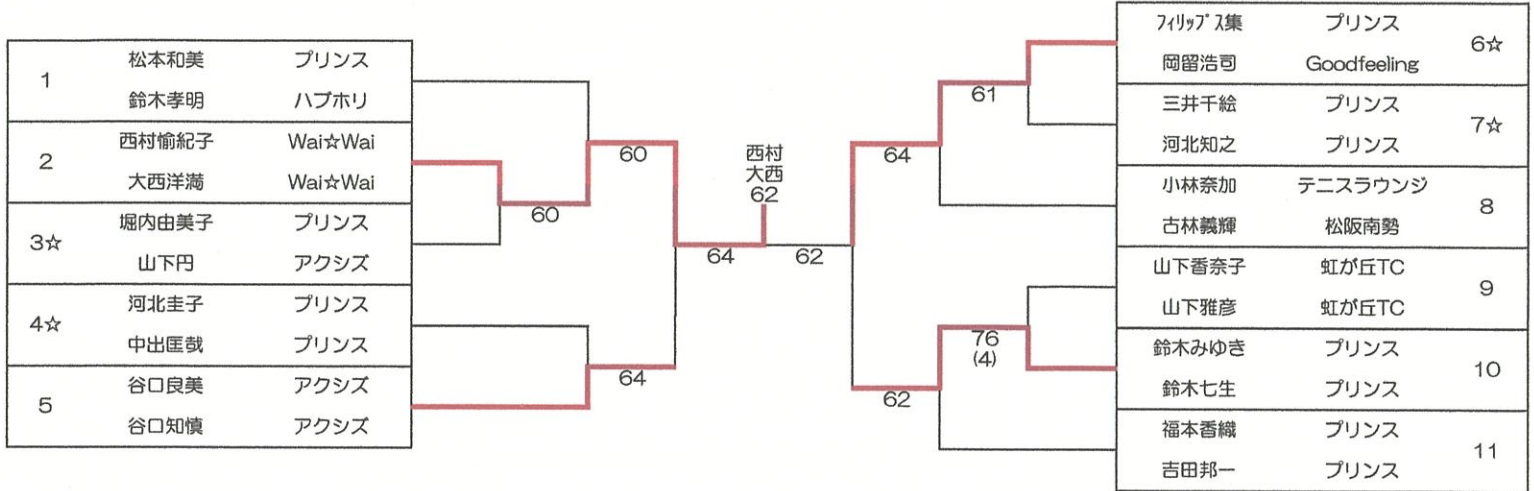 1
松本和美 プリンス
鈴木孝明 ハブホリ
2
西村愉紀子 Wai☆Wai
大西洋満 Wai☆Wai
3☆
堀内由美子 プリンス
山下円 アクシズ
4☆
河北圭子 プリンス
中出匡哉 プリンス
5
谷口良美 アクシズ
谷口知慎 アクシズ
60
60
64
64
西村
大西
62
62
64
61
76
(4)
62
フィリップス集 プリンス
岡留浩司 Goodfeeling
6☆
三井千絵 プリンス
河北知之 プリンス
7☆
小林奈加 テニスラウンジ
古林義輝 松阪南勢
8
山下香奈子 虹が丘TC
山下雅彦 虹が丘TC
9
鈴木みゆき プリンス
鈴木七生 プリンス
10
福本香織 プリンス
吉田邦一 プリンス
11